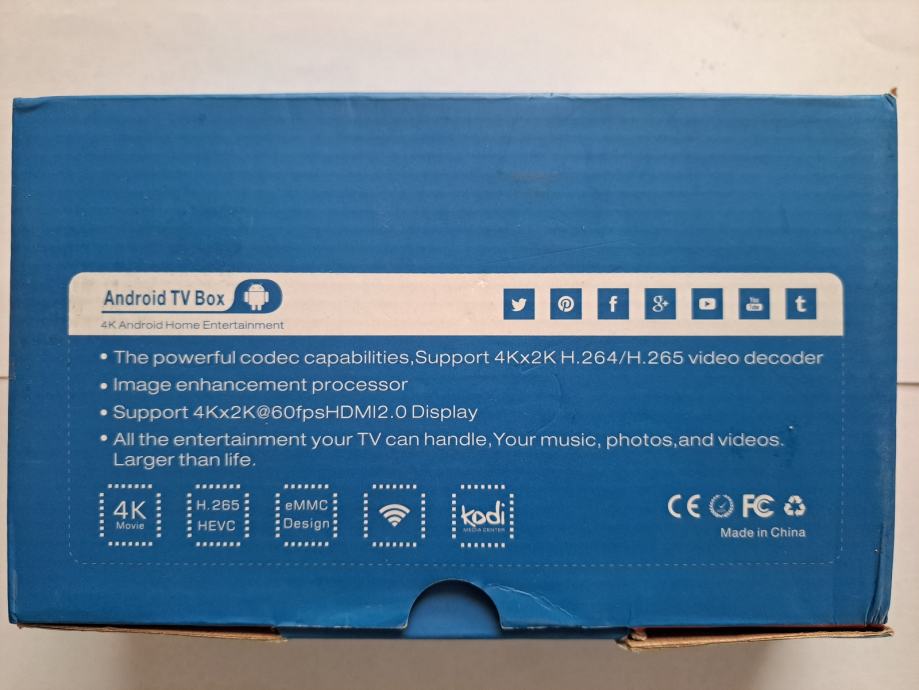 Android TV Box
4K Android Home Entertainment
g+
You
Tube
• The powerful codec capabilities,Support 4Kx2K H.264/H.265 video decoder
• Image enhancement processor
• Support 4Kx2K@60fpsHDMI2.0 Display
• All the entertainment your TV can handle,Your music, photos,and videos.
Larger than life.
4K
Movie
H.265
HEVC
eMMC
Design
kodi
MEDIA CENTER
CE FC
Made in China